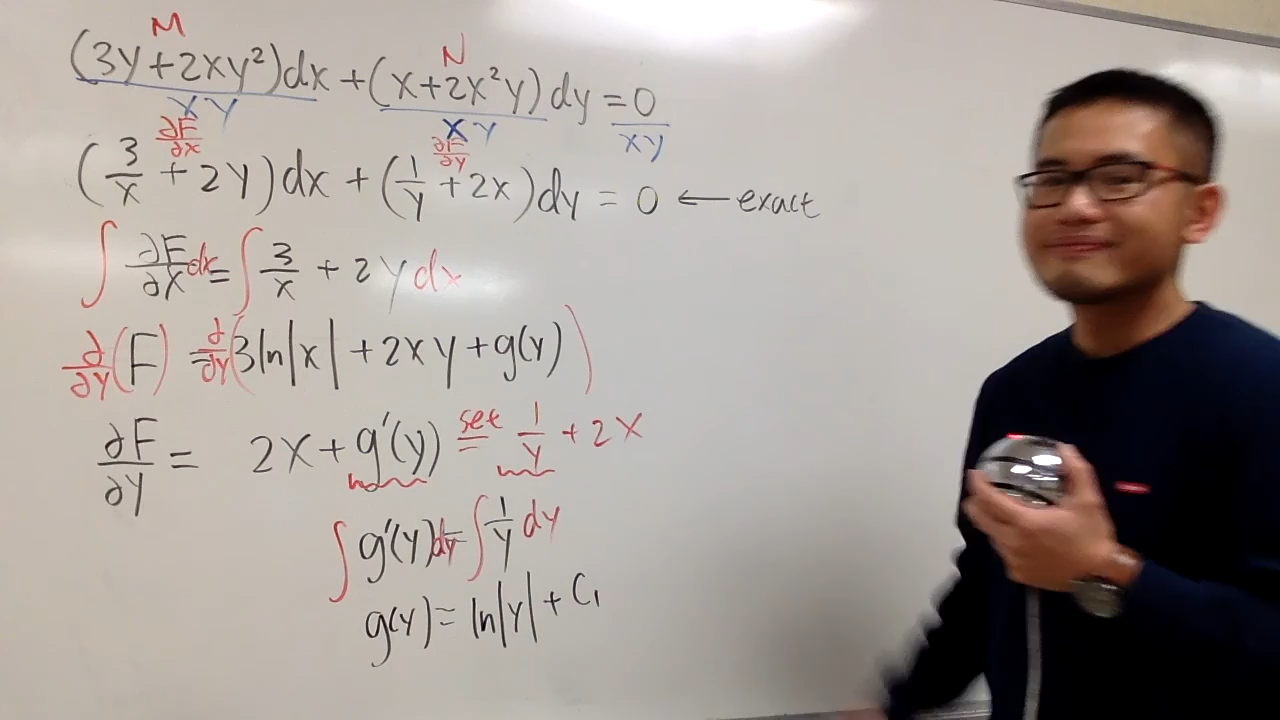 M N
(3y+2xy²)dx+(x+2x²y)dy=0
xy xy xy
∂F/∂x ∂F/∂y
(3/x + 2y)dx + (1/y + 2x)dy = 0 ← exact
∫ ∂F/∂x dx = ∫ 3/x + 2y dx
∂/∂y (F) = ∂/∂y (3ln|x| + 2xy + g(y))
∂F/∂y = 2x + g'(y) set = 1/y + 2x
∫ g'(y)dy = ∫ 1/y dy
g(y) = ln|y| + C₁